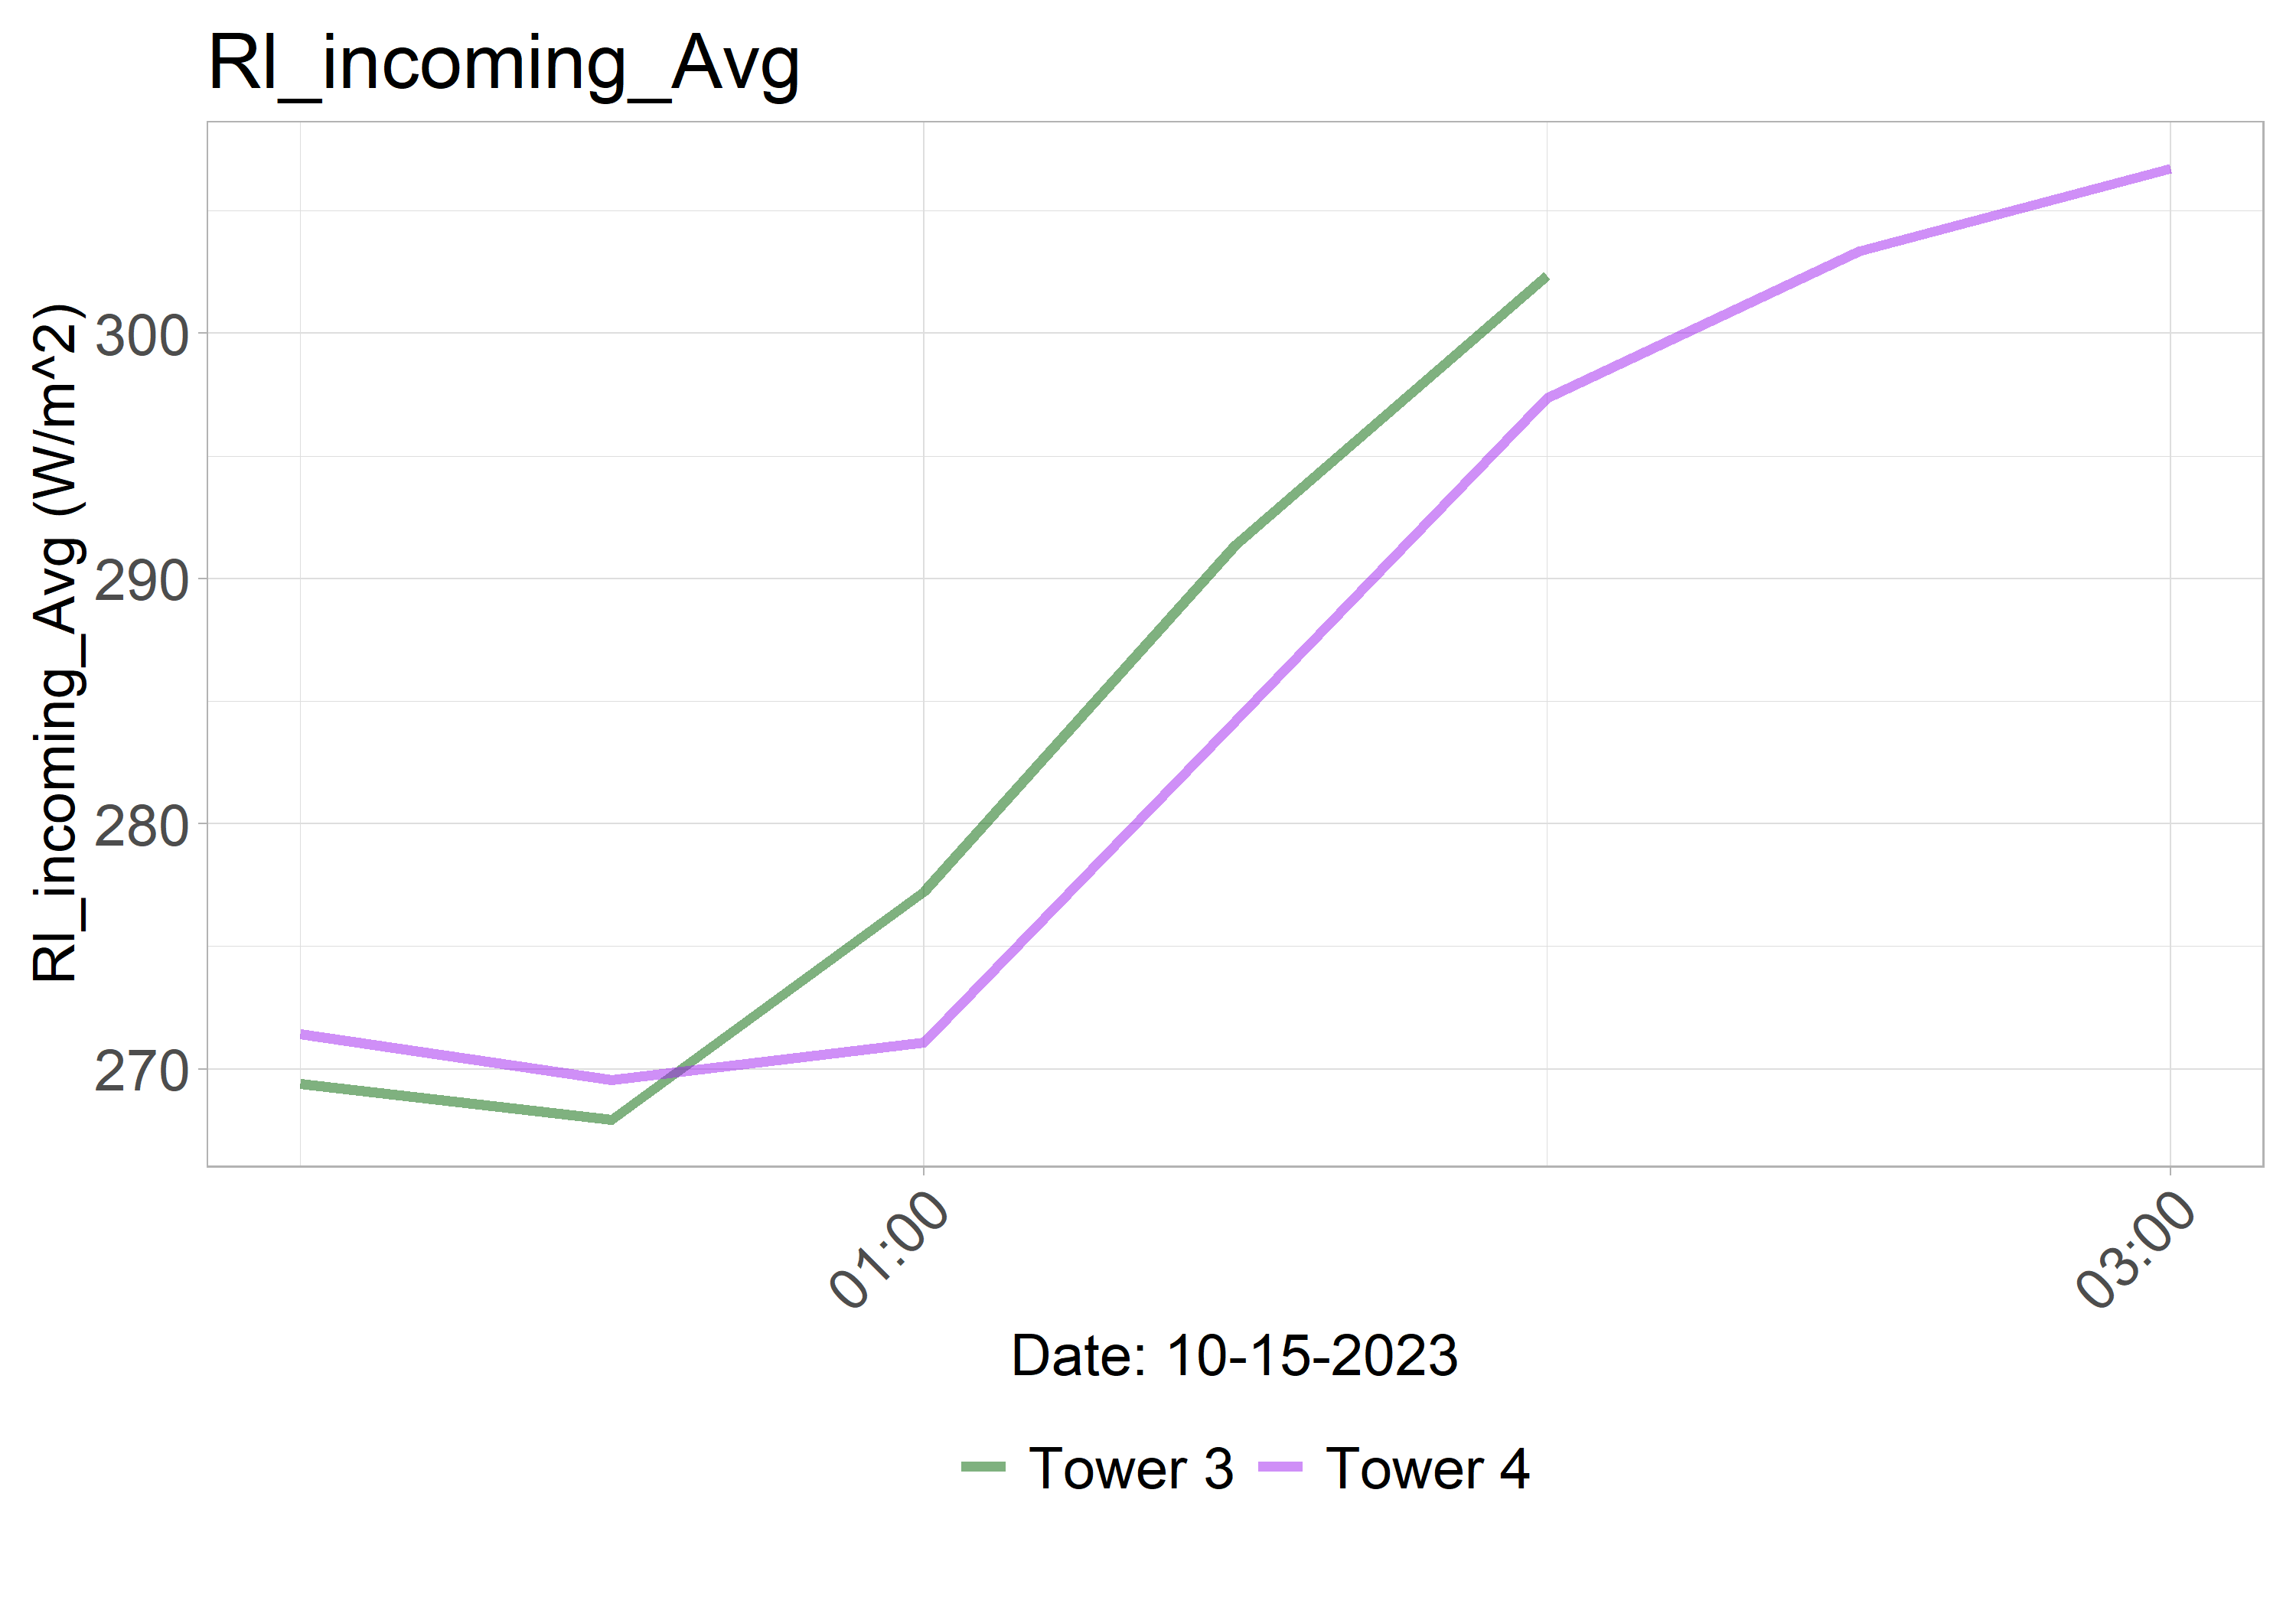 Rl_incoming_Avg
Rl_incoming_Avg (W/m^2)
300
290
280
270
01:00
03:00
Date: 10-15-2023
Tower 3
Tower 4